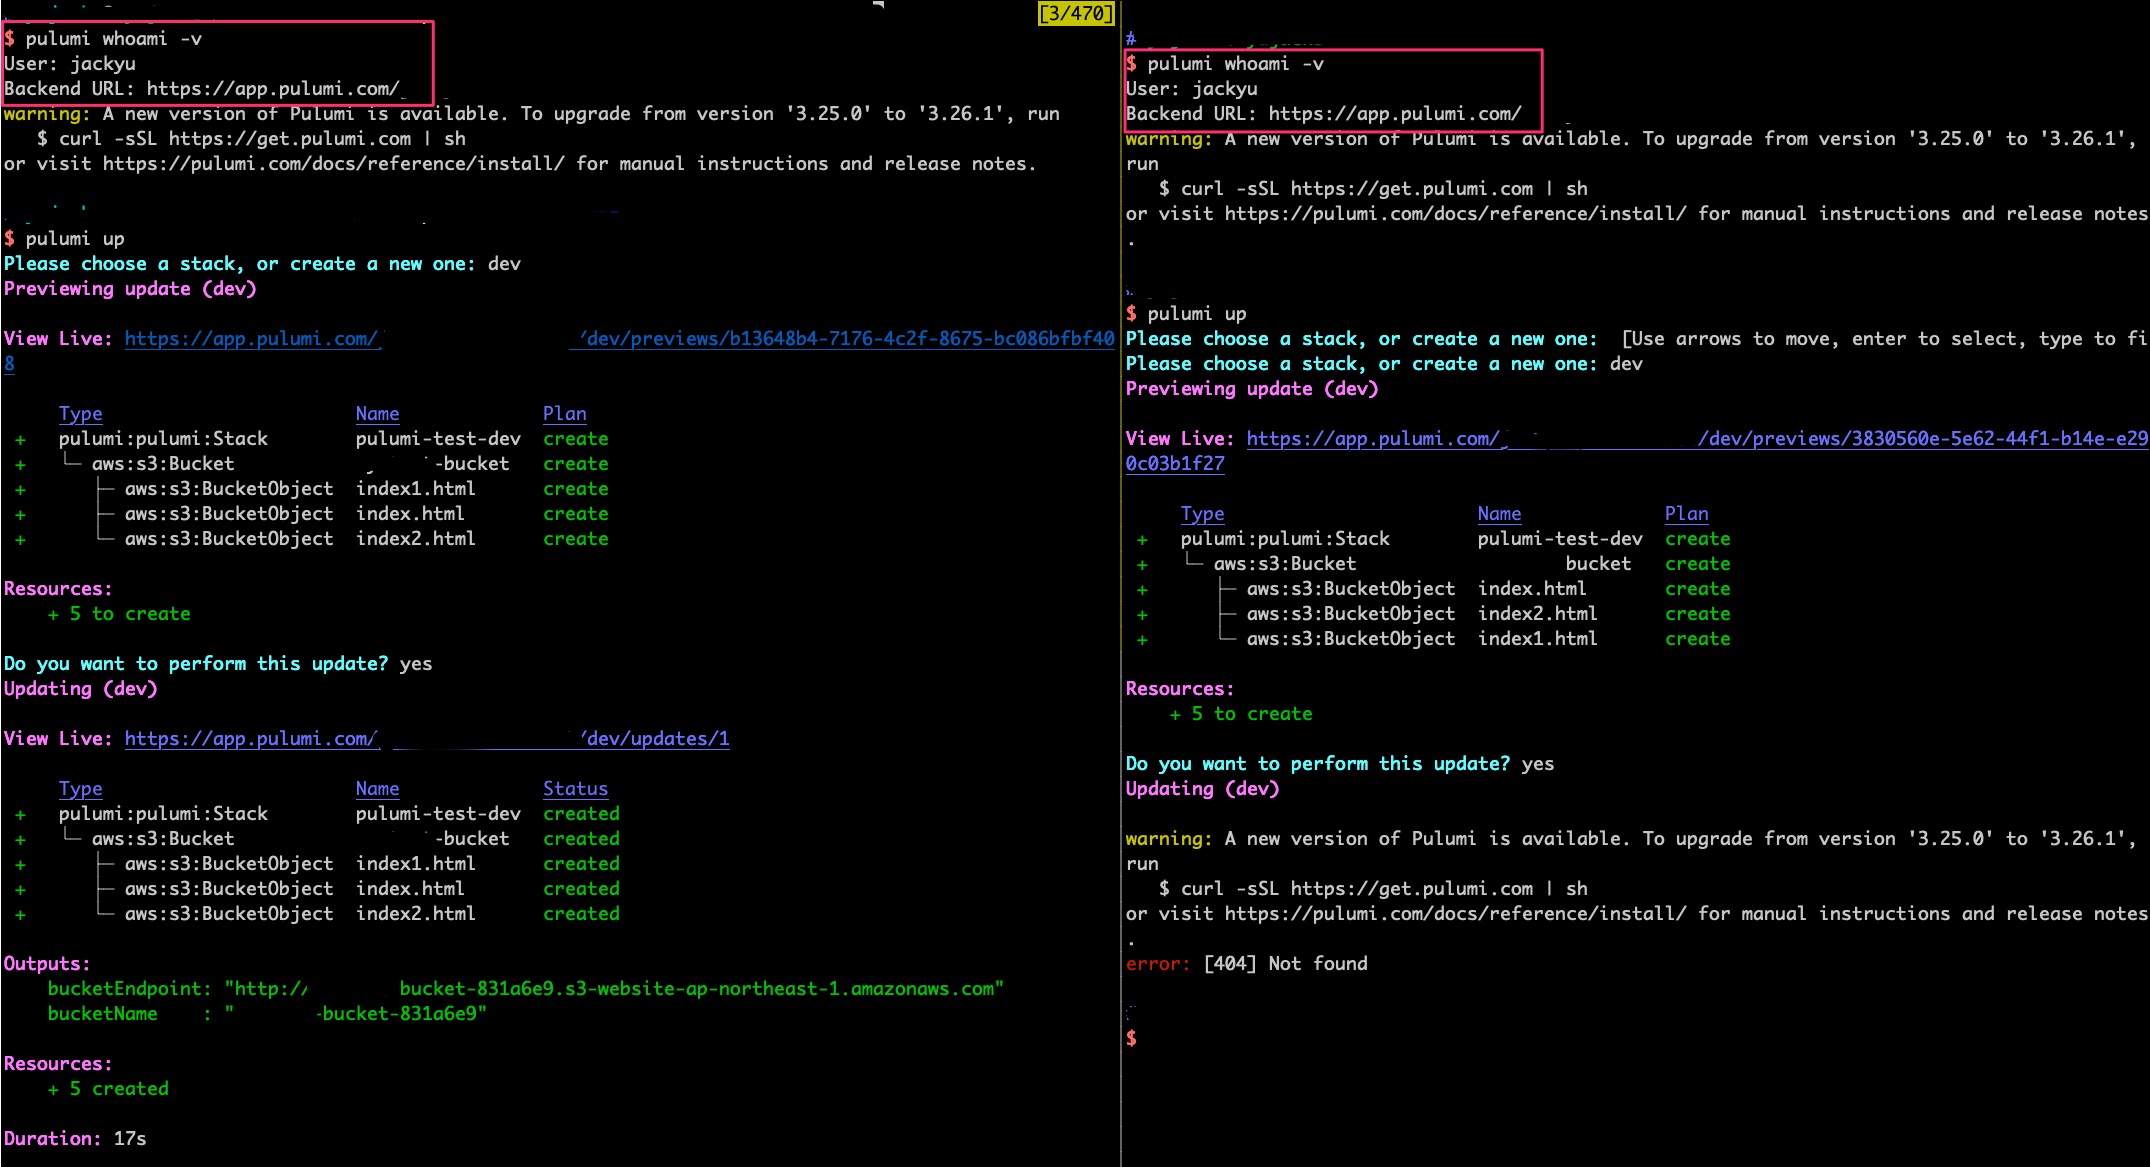 [3/470]
$ pulumi whoami -v
User: jackyu
Backend URL: https://app.pulumi.com/
warning: A new version of Pulumi is available. To upgrade from version '3.25.0' to '3.26.1', run
$ curl -sSL https://get.pulumi.com | sh
or visit https://pulumi.com/docs/reference/install/ for manual instructions and release notes.
$ pulumi up
Please choose a stack, or create a new one: dev
Previewing update (dev)
View Live: https://app.pulumi.com/ /dev/previews/b13648b4-7176-4c2f-8675-bc086bfbf40
8
Type Name Plan
+ pulumi:pulumi:Stack pulumi-test-dev create
+ └─ aws:s3:Bucket -bucket create
+ ├─ aws:s3:BucketObject index1.html create
+ ├─ aws:s3:BucketObject index.html create
+ └─ aws:s3:BucketObject index2.html create
Resources:
+ 5 to create
Do you want to perform this update? yes
Updating (dev)
View Live: https://app.pulumi.com/ /dev/updates/1
Type Name Status
+ pulumi:pulumi:Stack pulumi-test-dev created
+ └─ aws:s3:Bucket -bucket created
+ ├─ aws:s3:BucketObject index1.html created
+ ├─ aws:s3:BucketObject index.html created
+ └─ aws:s3:BucketObject index2.html created
Outputs:
bucketEndpoint: "http:// bucket-831a6e9.s3-website-ap-northeast-1.amazonaws.com"
bucketName : " -bucket-831a6e9"
Resources:
+ 5 created
Duration: 17s
#
$ pulumi whoami -v
User: jackyu
Backend URL: https://app.pulumi.com/
warning: A new version of Pulumi is available. To upgrade from version '3.25.0' to '3.26.1',
run
$ curl -sSL https://get.pulumi.com | sh
or visit https://pulumi.com/docs/reference/install/ for manual instructions and release notes
.
$ pulumi up
Please choose a stack, or create a new one: [Use arrows to move, enter to select, type to fi
Please choose a stack, or create a new one: dev
Previewing update (dev)
View Live: https://app.pulumi.com/ /dev/previews/3830560e-5e62-44f1-b14e-e29
0c03b1f27
Type Name Plan
+ pulumi:pulumi:Stack pulumi-test-dev create
+ └─ aws:s3:Bucket bucket create
+ ├─ aws:s3:BucketObject index.html create
+ ├─ aws:s3:BucketObject index2.html create
+ └─ aws:s3:BucketObject index1.html create
Resources:
+ 5 to create
Do you want to perform this update? yes
Updating (dev)
warning: A new version of Pulumi is available. To upgrade from version '3.25.0' to '3.26.1',
run
$ curl -sSL https://get.pulumi.com | sh
or visit https://pulumi.com/docs/reference/install/ for manual instructions and release notes
.
error: [404] Not found
$